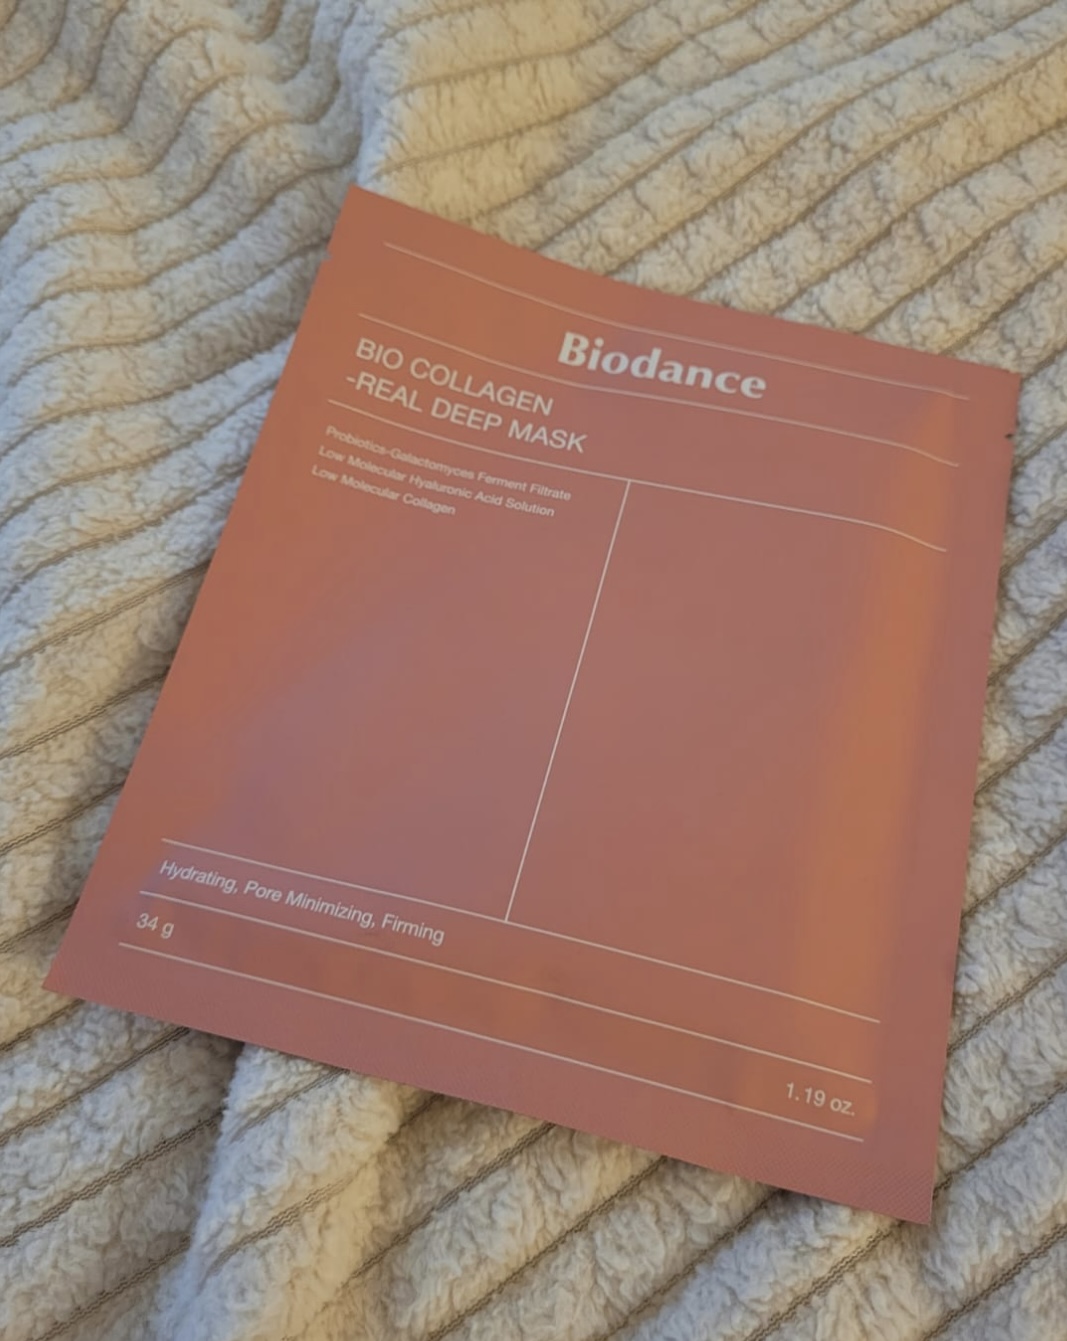 Biodance
BIO COLLAGEN
-REAL DEEP MASK
Probiotics-Galactomyces Ferment Filtrate
Low Molecular Hyaluronic Acid Solution
Low Molecular Collagen
Hydrating, Pore Minimizing, Firming
34 g
1.19 oz.